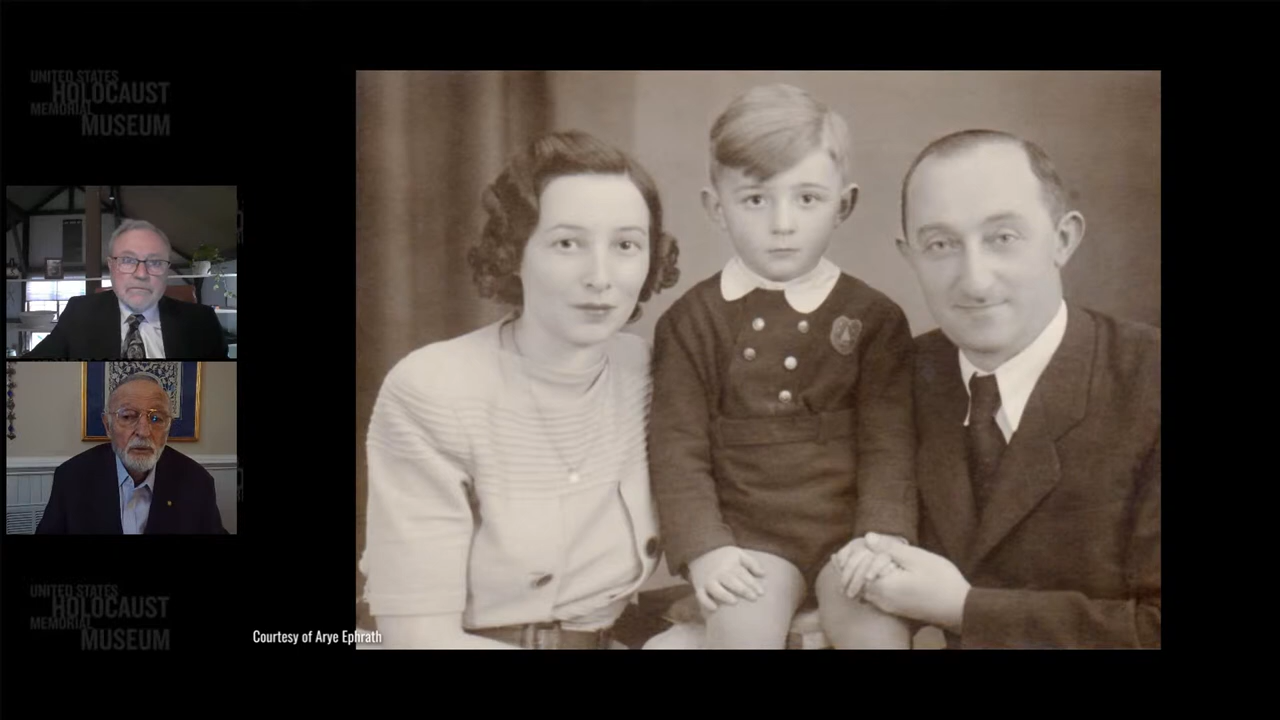 UNITED STATES
HOLOCAUST
MEMORIAL
MUSEUM
Courtesy of Arye Ephrath
UNITED STATES
HOLOCAUST
MEMORIAL
MUSEUM